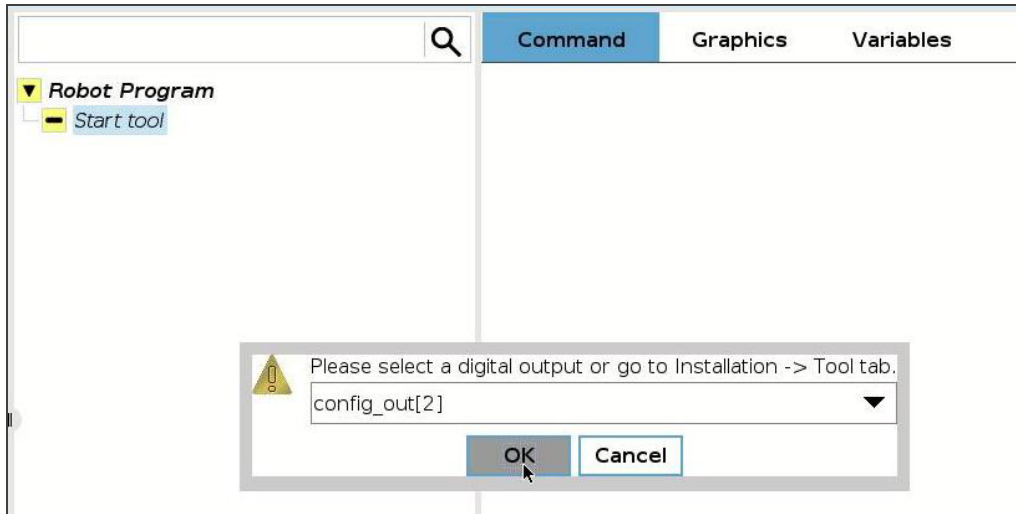 Command Graphics Variables
Robot Program
Start tool
Please select a digital output or go to Installation -> Tool tab.
config_out[2]
OK Cancel